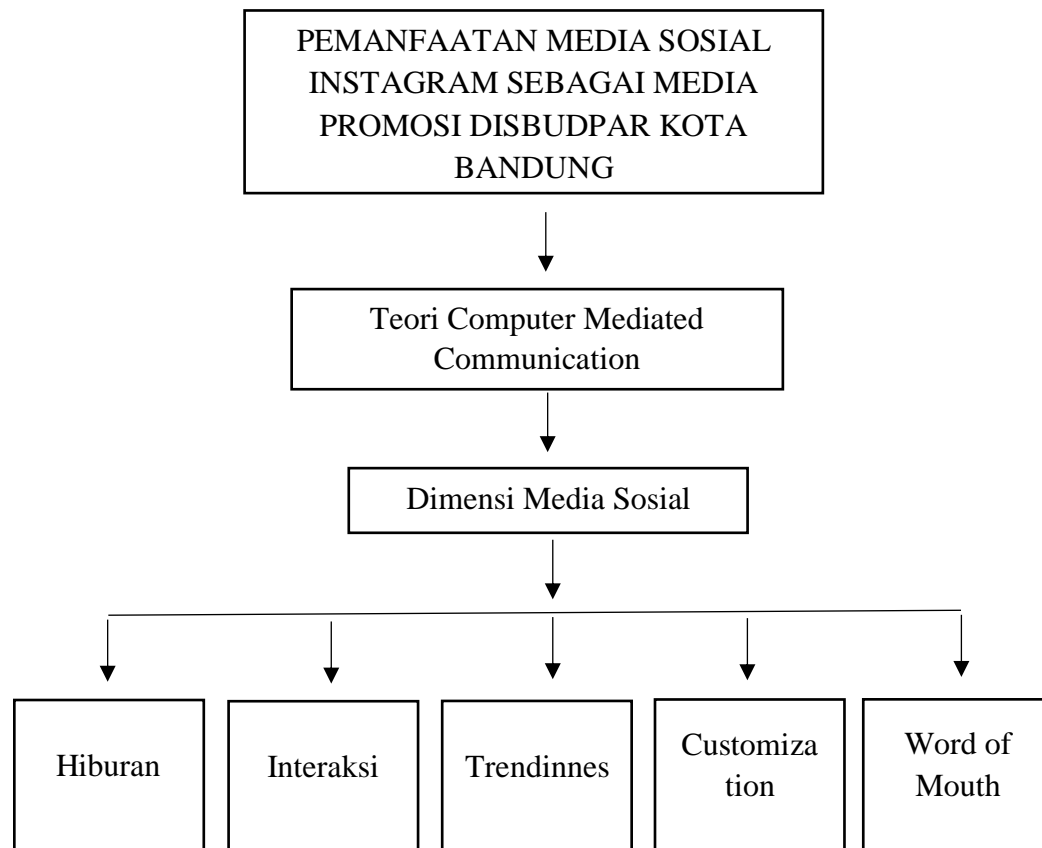 PEMANFAATAN MEDIA SOSIAL
INSTAGRAM SEBAGAI MEDIA
PROMOSI DISBUDPAR KOTA
BANDUNG
Teori Computer Mediated
Communication
Dimensi Media Sosial
Hiburan
Interaksi
Trendinnes
Customiza
tion
Word of
Mouth